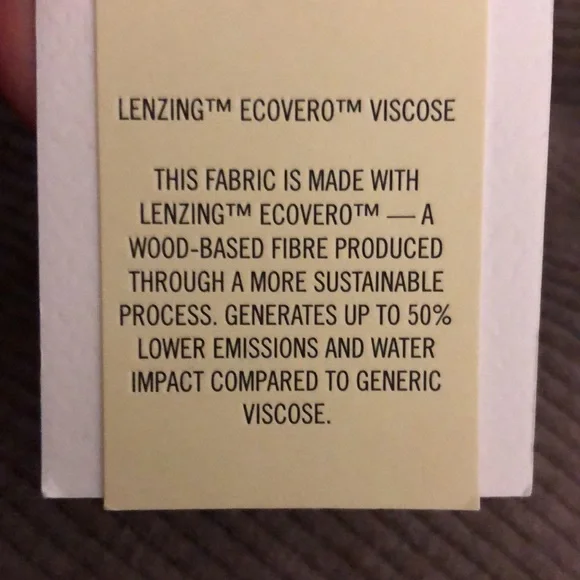 LENZING™ ECOVERO™ VISCOSE
THIS FABRIC IS MADE WITH
LENZING™ ECOVERO™ — A
WOOD-BASED FIBRE PRODUCED
THROUGH A MORE SUSTAINABLE
PROCESS. GENERATES UP TO 50%
LOWER EMISSIONS AND WATER
IMPACT COMPARED TO GENERIC
VISCOSE.